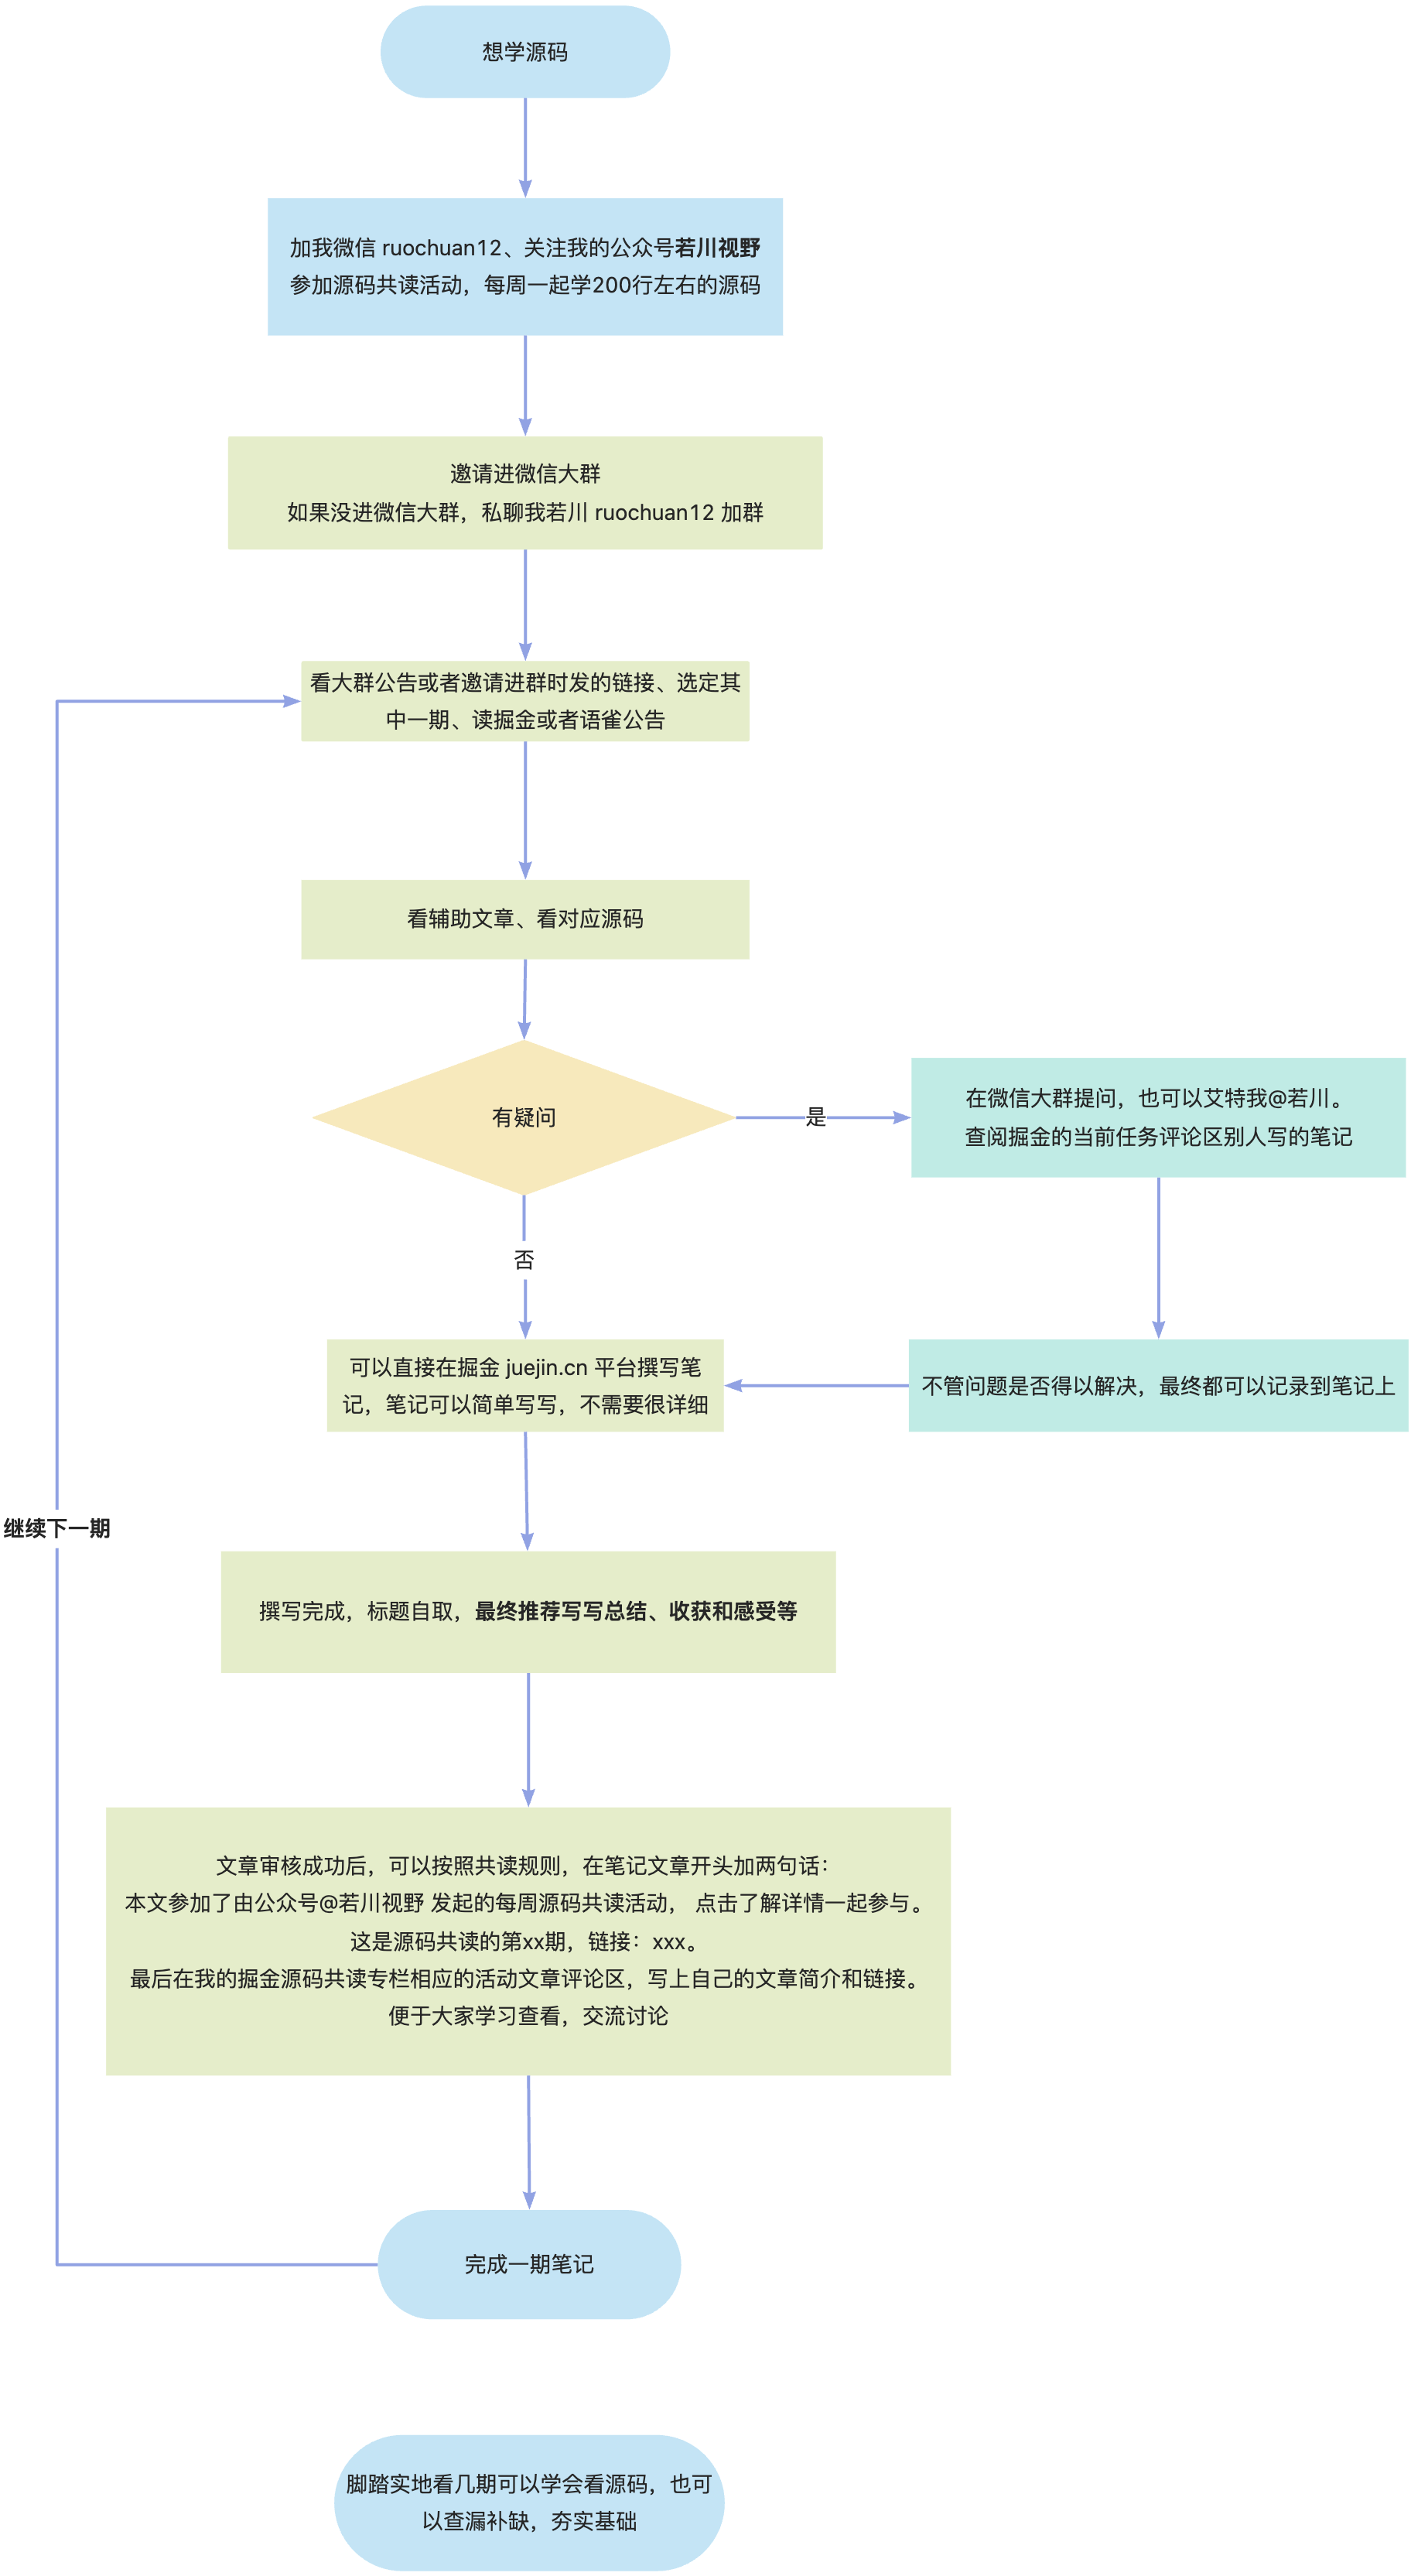 想学源码
加我微信 ruochuan12、关注我的公众号若川视野
参加源码共读活动，每周一起学200行左右的源码
邀请进微信大群
如果没进微信大群，私聊我若川 ruochuan12 加群
看大群公告或者邀请进群时发的链接、选定其
中一期、读掘金或者语雀公告
看辅助文章、看对应源码
有疑问
是
在微信大群提问，也可以艾特我@若川。
查阅掘金的当前任务评论区别人写的笔记
否
可以直接在掘金 juejin.cn 平台撰写笔
记，笔记可以简单写写，不需要很详细
不管问题是否得以解决，最终都可以记录到笔记上
继续下一期
撰写完成，标题自取，最终推荐写写总结、收获和感受等
文章审核成功后，可以按照共读规则，在笔记文章开头加两句话：
本文参加了由公众号@若川视野 发起的每周源码共读活动， 点击了解详情一起参与。
这是源码共读的第xx期，链接：xxx。
最后在我的掘金源码共读专栏相应的活动文章评论区，写上自己的文章简介和链接。
便于大家学习查看，交流讨论
完成一期笔记
脚踏实地看几期可以学会看源码，也可
以查漏补缺，夯实基础